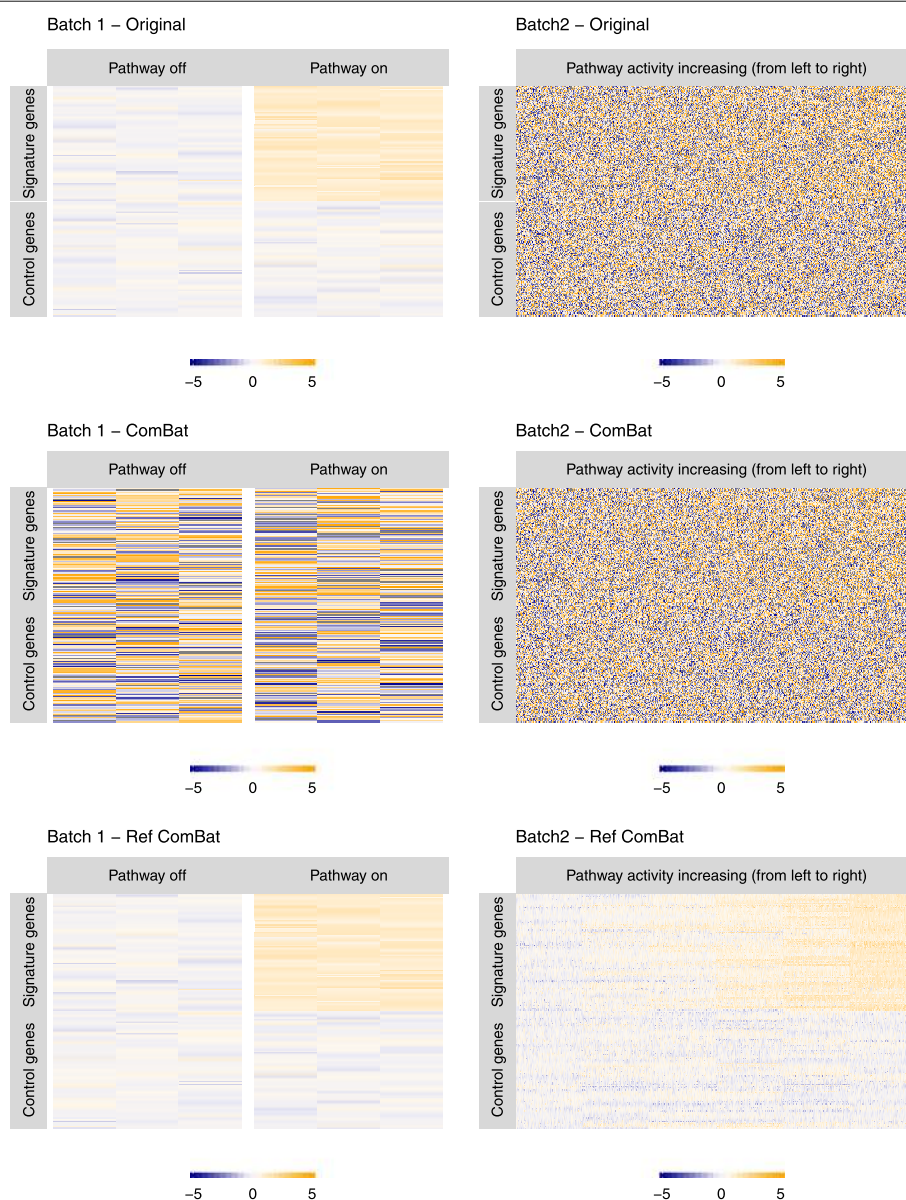 Batch 1 – Original
Batch2 – Original
Pathway off
Pathway on
Pathway activity increasing (from left to right)
Signature genes
Control genes
Signature genes
Control genes
−5 0 5
−5 0 5
Batch 1 – ComBat
Batch2 – ComBat
Pathway off
Pathway on
Pathway activity increasing (from left to right)
Signature genes
Control genes
Signature genes
Control genes
−5 0 5
−5 0 5
Batch 1 – Ref ComBat
Batch2 – Ref ComBat
Pathway off
Pathway on
Pathway activity increasing (from left to right)
Signature genes
Control genes
Signature genes
Control genes
−5 0 5
−5 0 5